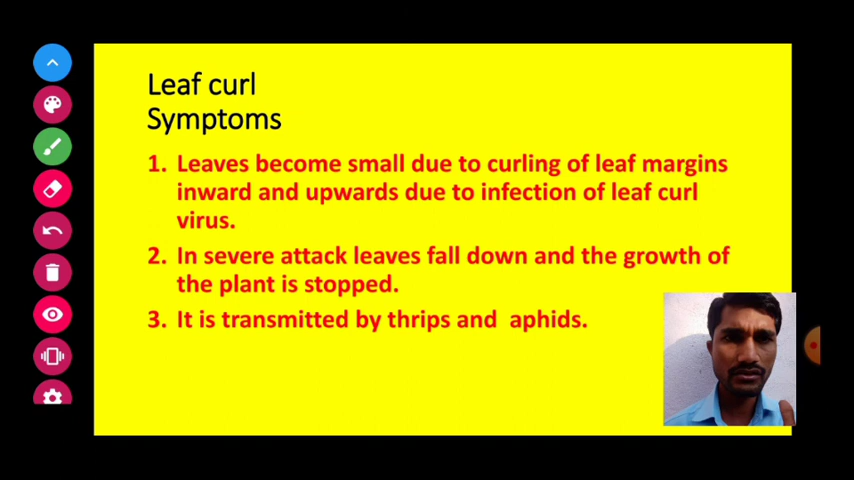 Leaf curl
Symptoms
1. Leaves become small due to curling of leaf margins
inward and upwards due to infection of leaf curl
virus.
2. In severe attack leaves fall down and the growth of
the plant is stopped.
3. It is transmitted by thrips and aphids.